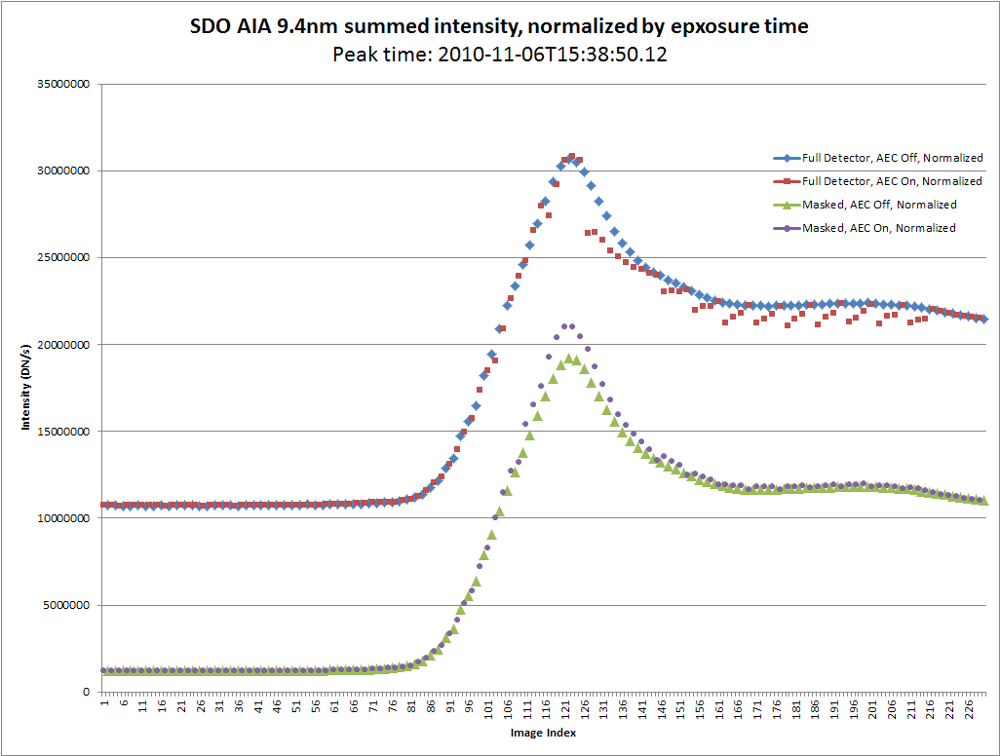 SDO AIA 9.4nm summed intensity, normalized by epxosure time
Peak time: 2010-11-06T15:38:50.12
35000000
30000000
25000000
20000000
15000000
10000000
5000000
0
Intensity (DN/s)
Full Detector, AEC Off, Normalized
Full Detector, AEC On, Normalized
Masked, AEC Off, Normalized
Masked, AEC On, Normalized
1 6 11 16 21 26 31 36 41 46 51 56 61 66 71 76 81 86 91 96 101 106 111 116 121 126 131 136 141 146 151 156 161 166 171 176 181 186 191 196 201 206 211 216 221 226
Image Index